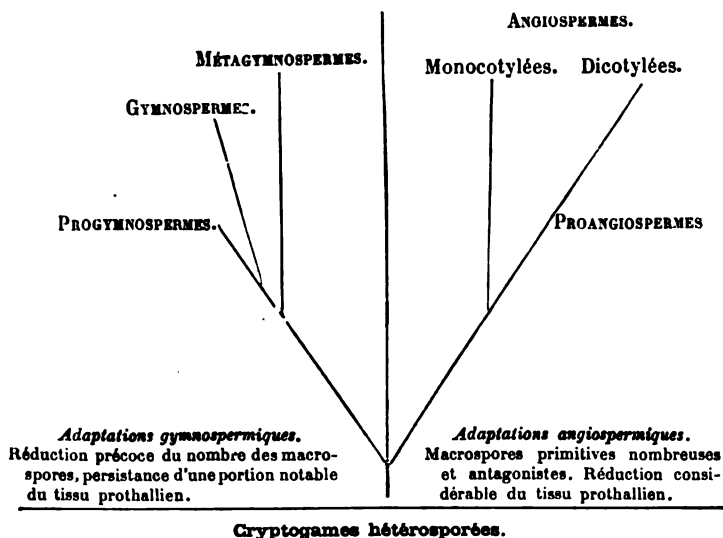 ANGIOSPERMES.
MÉTAGYMNOSPERMES.
Monocotylées. Dicotylées.
GYMNOSPERMES.
PROGYMNOSPERMES.
PROANGIOSPERMES
Adaptations gymnospermiques.
Réduction précoce du nombre des macro-
spores, persistance d'une portion notable
du tissu prothallien.
Adaptations angiospermiques.
Macrospores primitives nombreuses
et antagonistes. Réduction consi-
dérable du tissu prothallien.
Cryptogames hétérosporées.